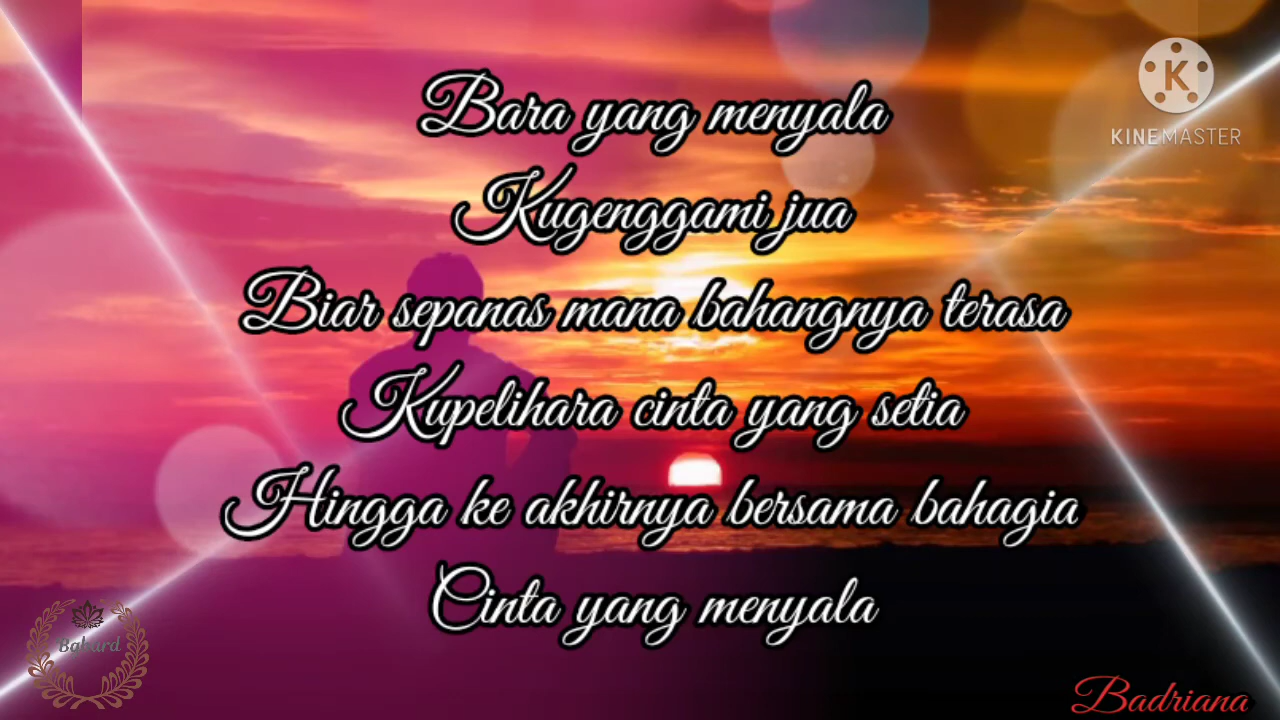 KINEMASTER
Bara yang menyala
Kugenggami jua
Biar sepanas mana bahangnya terasa
Kupelihara cinta yang setia
Hingga ke akhirnya bersama bahagia
Cinta yang menyala
Badriana